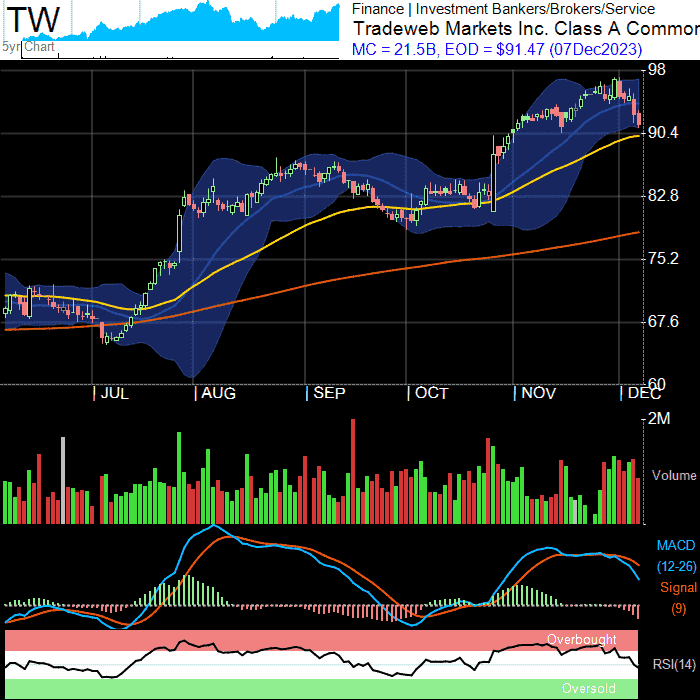 TW
5yr Chart
Finance | Investment Bankers/Brokers/Service
Tradeweb Markets Inc. Class A Common
MC = 21.5B, EOD = $91.47 (07Dec2023)
98
90.4
82.8
75.2
67.6
60
JUL AUG SEP OCT NOV DEC
2M
Volume
MACD
(12-26)
Signal
(9)
Overbought
RSI(14)
Oversold